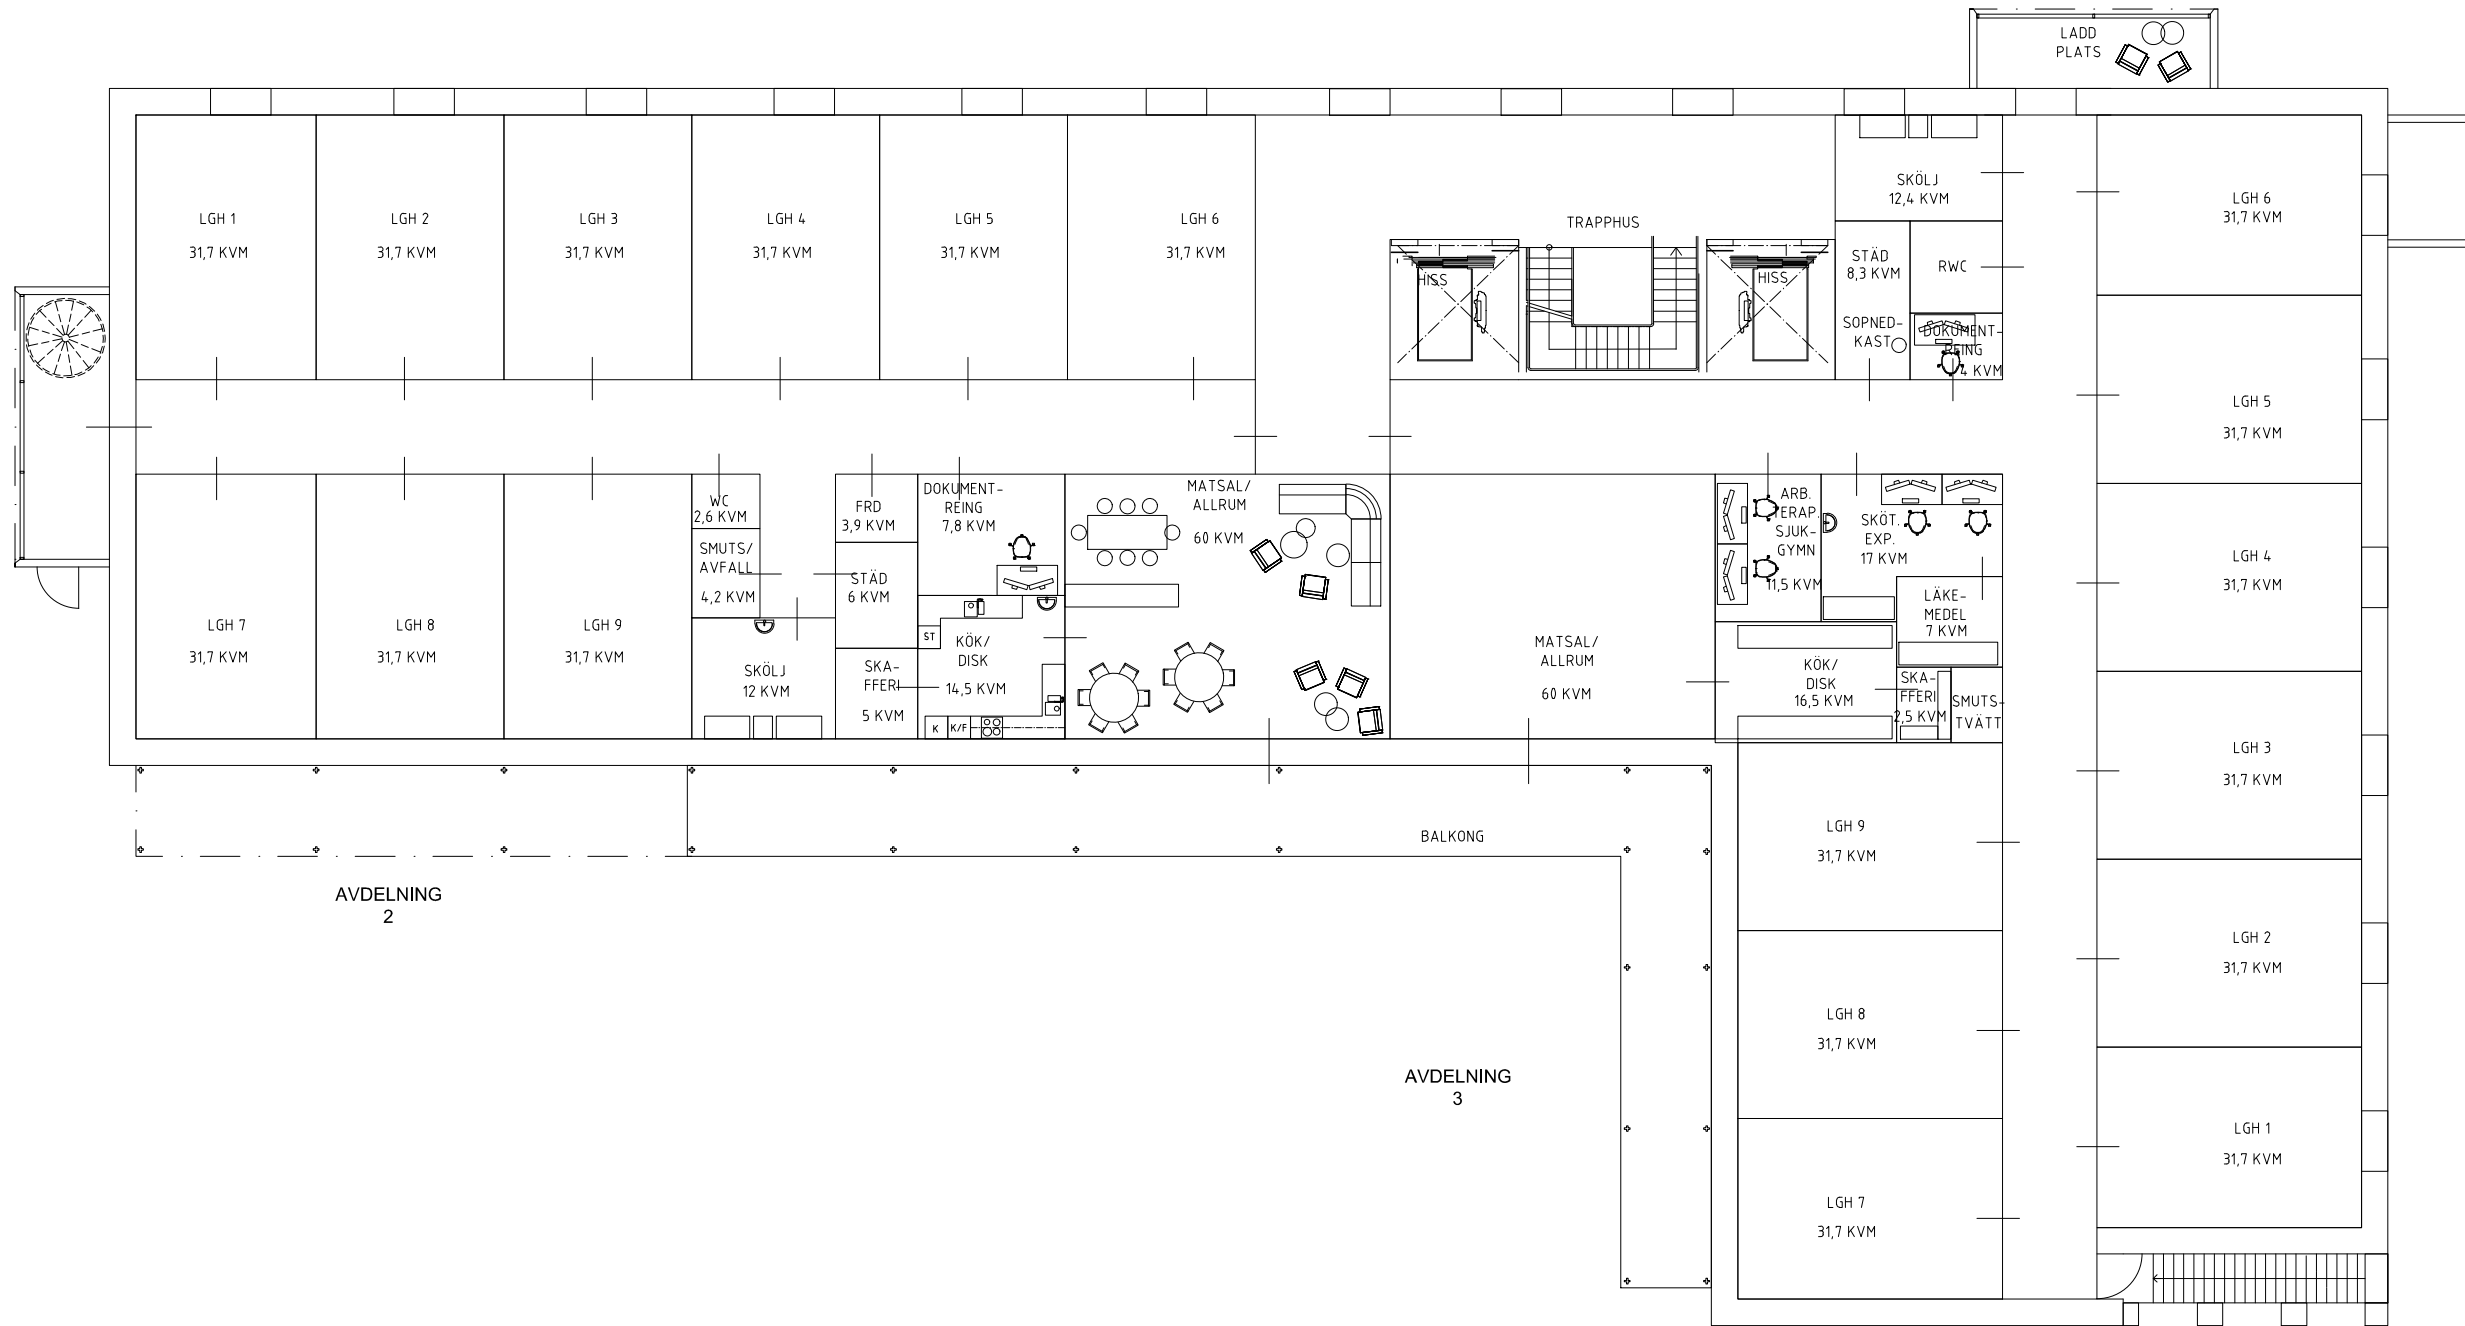 LADD
PLATS
LGH 1
31,7 KVM
LGH 2
31,7 KVM
LGH 3
31,7 KVM
LGH 4
31,7 KVM
LGH 5
31,7 KVM
LGH 6
31,7 KVM
TRAPPHUS
HISS
HISS
SKÖLJ
12,4 KVM
STÄD
8,3 KVM
RWC
SOPNED-
KAST
DOKUMENT-
REING
4 KVM
LGH 6
31,7 KVM
LGH 5
31,7 KVM
LGH 4
31,7 KVM
LGH 3
31,7 KVM
LGH 2
31,7 KVM
LGH 1
31,7 KVM
LGH 7
31,7 KVM
LGH 8
31,7 KVM
LGH 9
31,7 KVM
WC
2,6 KVM
SMUTS/
AVFALL
4,2 KVM
SKÖLJ
12 KVM
FRD
3,9 KVM
STÄD
6 KVM
SKA-
FFERI
5 KVM
DOKUMENT-
REING
7,8 KVM
ST
KÖK/
DISK
14,5 KVM
K
K/F
MATSAL/
ALLRUM
60 KVM
MATSAL/
ALLRUM
60 KVM
ARB.
TERAP.
SJUK-
GYMN
11,5 KVM
SKÖT.
EXP.
17 KVM
LÄKE-
MEDEL
7 KVM
KÖK/
DISK
16,5 KVM
SKA-
FFERI
2,5 KVM
SMUTS-
TVÄTT
BALKONG
LGH 9
31,7 KVM
LGH 8
31,7 KVM
LGH 7
31,7 KVM
AVDELNING
2
AVDELNING
3